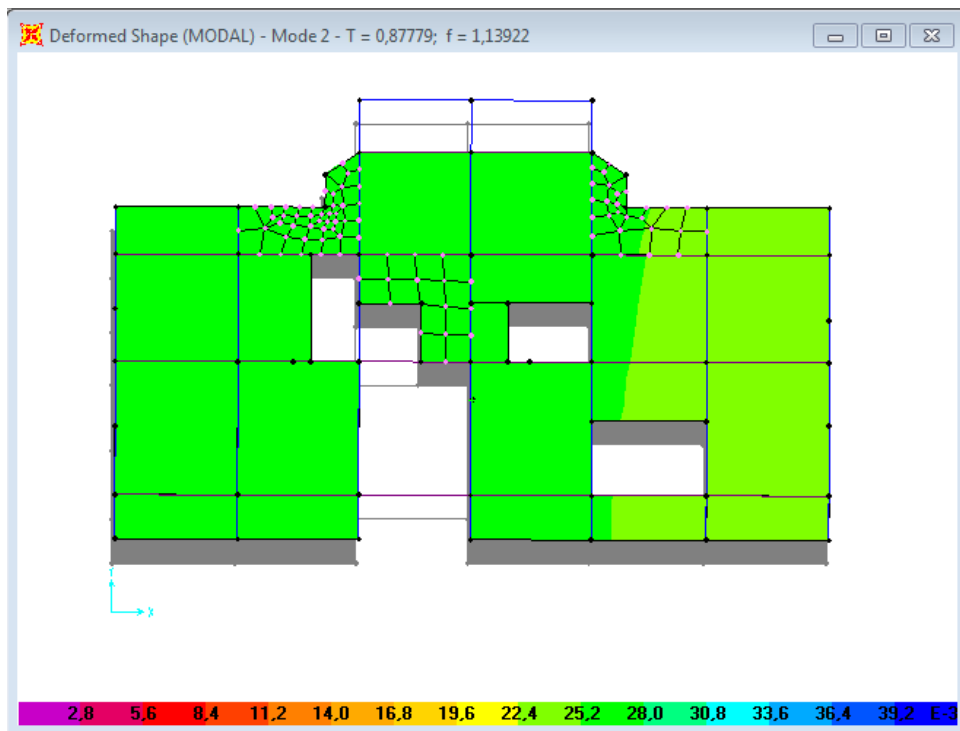 Deformed Shape (MODAL) - Mode 2 - T = 0,87779; f = 1,13922
Y
X
2,8 5,6 8,4 11,2 14,0 16,8 19,6 22,4 25,2 28,0 30,8 33,6 36,4 39,2 E-3